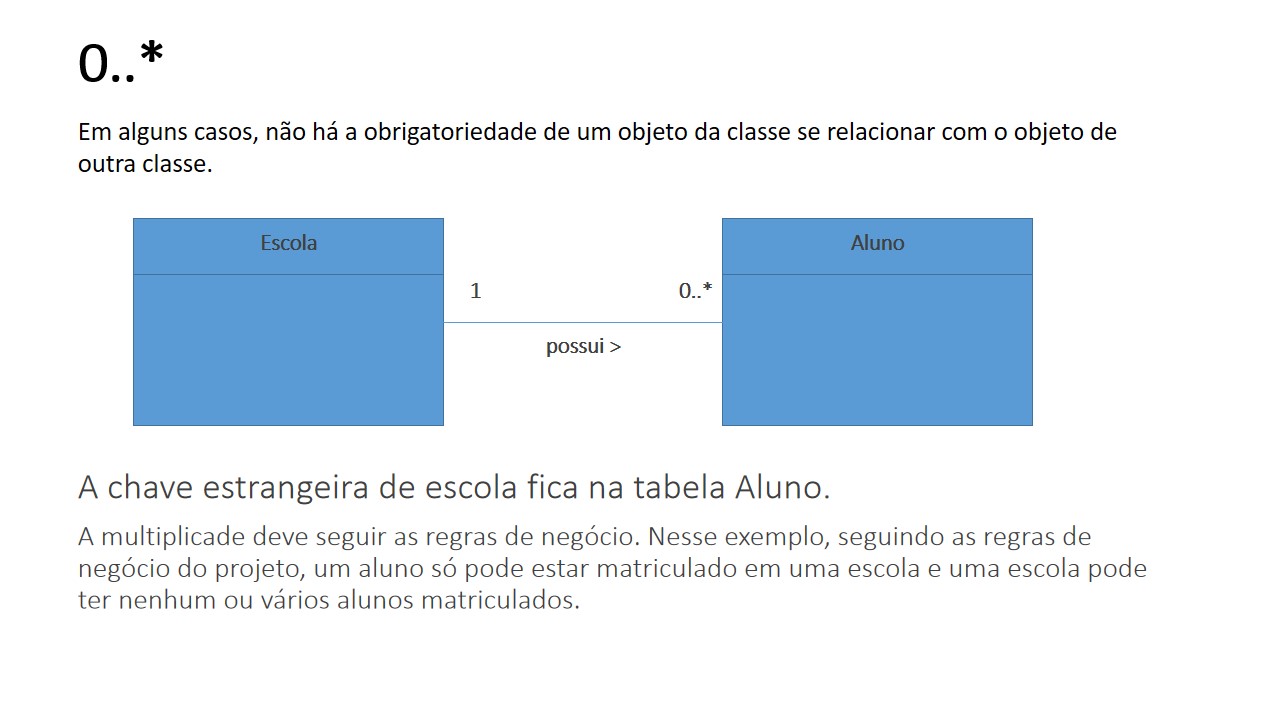 0..*
Em alguns casos, não há a obrigatoriedade de um objeto da classe se relacionar com o objeto de
outra classe.
Escola
Aluno
1
0..*
possui >
A chave estrangeira de escola fica na tabela Aluno.
A multiplicade deve seguir as regras de negócio. Nesse exemplo, seguindo as regras de
negócio do projeto, um aluno só pode estar matriculado em uma escola e uma escola pode
ter nenhum ou vários alunos matriculados.